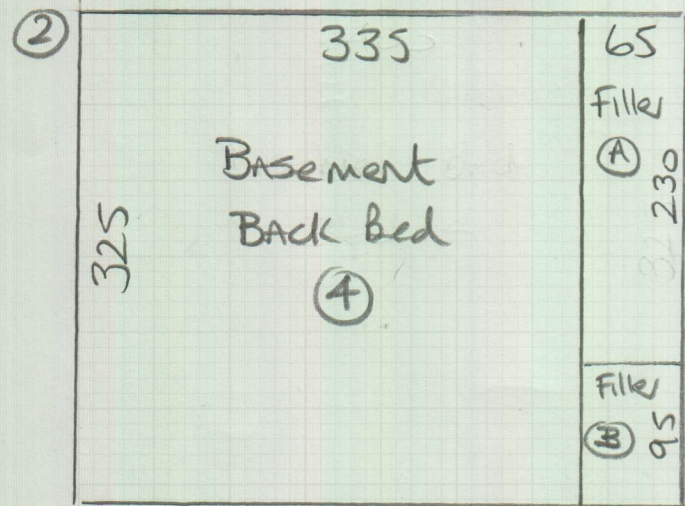 ②
335
65
Filler
Ⓐ
230
Basement
Back Bed
④
325
Filler
Ⓑ
95